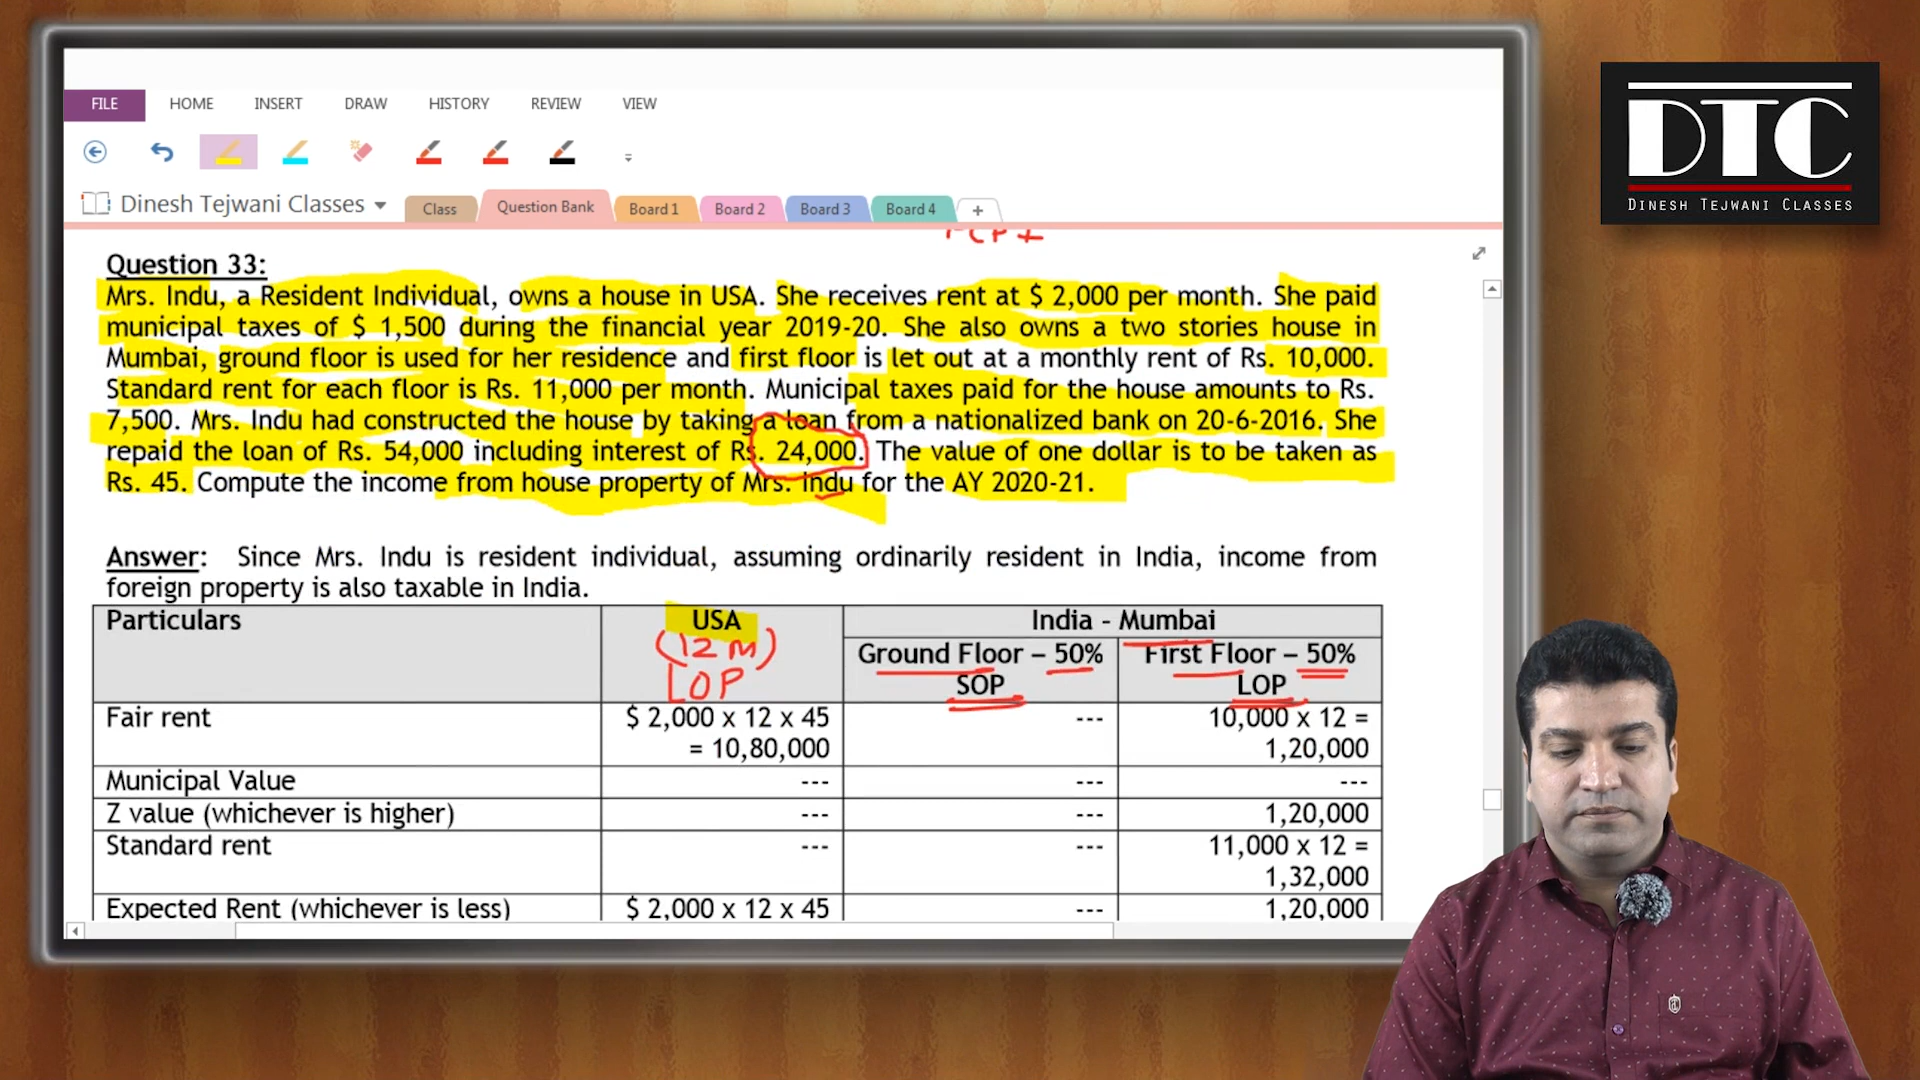 DTC
DINESH TEJWANI CLASSES
FILE HOME INSERT DRAW HISTORY REVIEW VIEW
Dinesh Tejwani Classes Class Question Bank Board 1 Board 2 Board 3 Board 4 +
Question 33:
Mrs. Indu, a Resident Individual, owns a house in USA. She receives rent at $ 2,000 per month. She paid
municipal taxes of $ 1,500 during the financial year 2019-20. She also owns a two stories house in
Mumbai, ground floor is used for her residence and first floor is let out at a monthly rent of Rs. 10,000.
Standard rent for each floor is Rs. 11,000 per month. Municipal taxes paid for the house amounts to Rs.
7,500. Mrs. Indu had constructed the house by taking a loan from a nationalized bank on 20-6-2016. She
repaid the loan of Rs. 54,000 including interest of Rs. 24,000. The value of one dollar is to be taken as
Rs. 45. Compute the income from house property of Mrs. Indu for the AY 2020-21.
Answer: Since Mrs. Indu is resident individual, assuming ordinarily resident in India, income from
foreign property is also taxable in India.
Particulars USA India - Mumbai
(12 M)
LOP
Ground Floor – 50% First Floor – 50%
SOP LOP
Fair rent $ 2,000 x 12 x 45 --- 10,000 x 12 =
= 10,80,000 1,20,000
Municipal Value --- --- ---
Z value (whichever is higher) --- --- 1,20,000
Standard rent --- --- 11,000 x 12 =
1,32,000
Expected Rent (whichever is less) $ 2,000 x 12 x 45 --- 1,20,000